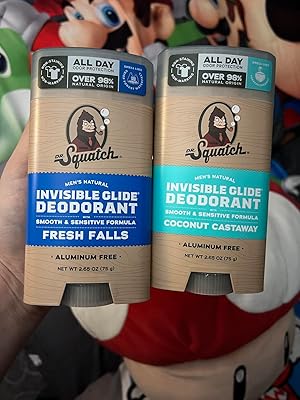 ALL DAY
ODOR PROTECTION
OVER 98%
NATURAL ORIGIN
DR.
Squatch
MEN'S NATURAL
INVISIBLE GLIDE
DEODORANT
WITH
SMOOTH & SENSITIVE FORMULA
FRESH FALLS
· ALUMINUM FREE ·
NET WT 2.65 OZ (75 g)
ALL DAY
ODOR PROTECTION
OVER 98%
NATURAL ORIGIN
DR.
Squatch
MEN'S NATURAL
INVISIBLE GLIDE
DEODORANT
SMOOTH & SENSITIVE FORMULA
COCONUT CASTAWAY
· ALUMINUM FREE ·
NET WT 2.65 OZ (75 g)